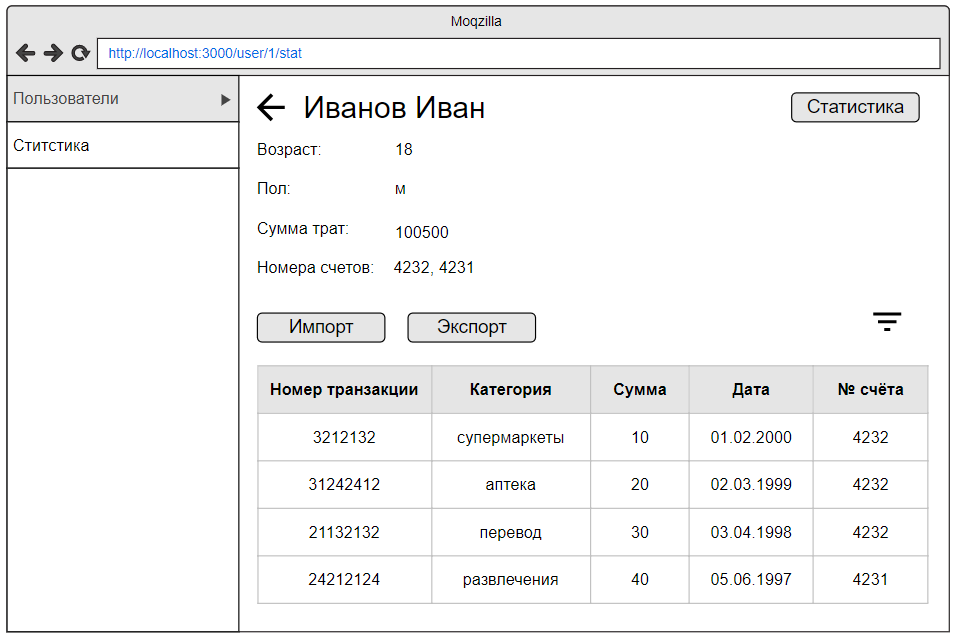 Moqzilla
http://localhost:3000/user/1/stat
Пользователи
Ститстика
Иванов Иван
Статистика
Возраст: 18
Пол: м
Сумма трат: 100500
Номера счетов: 4232, 4231
Импорт Экспорт
Номер транзакции Категория Сумма Дата № счёта
3212132 супермаркеты 10 01.02.2000 4232
31242412 аптека 20 02.03.1999 4232
21132132 перевод 30 03.04.1998 4232
24212124 развлечения 40 05.06.1997 4231